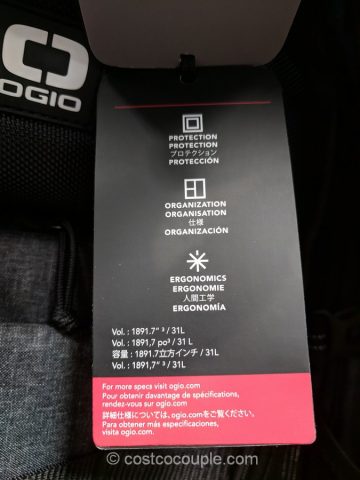 OGIO
PROTECTION
PROTECTION
プロテクション
PROTECCIÓN
ORGANIZATION
ORGANISATION
仕様
ORGANIZACIÓN
ERGONOMICS
ERGONOMIE
人間工学
ERGONOMÍA
Vol. : 1891.7" ³ / 31L
Vol. : 1891,7 po³ / 31 L
容量 : 1891.7立方インチ / 31L
Vol. : 1891,7" ³ / 31L
For more specs visit ogio.com
Pour obtenir davantage de spécifications,
rendez-vous sur ogio.com
詳細仕様については、ogio.comをご覧ください。
Para obtener más especificaciones,
visita ogio.com.
© costcocouple.com